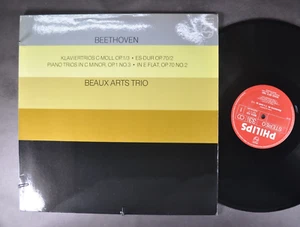 BEETHOVEN
KLAVIERTRIOS C-MOLL OP.1/3 • ES-DUR OP.70/2
PIANO TRIOS IN C MINOR, OP.1 NO.3 • IN E FLAT, OP.70 NO.2
BEAUX ARTS TRIO
PHILIPS